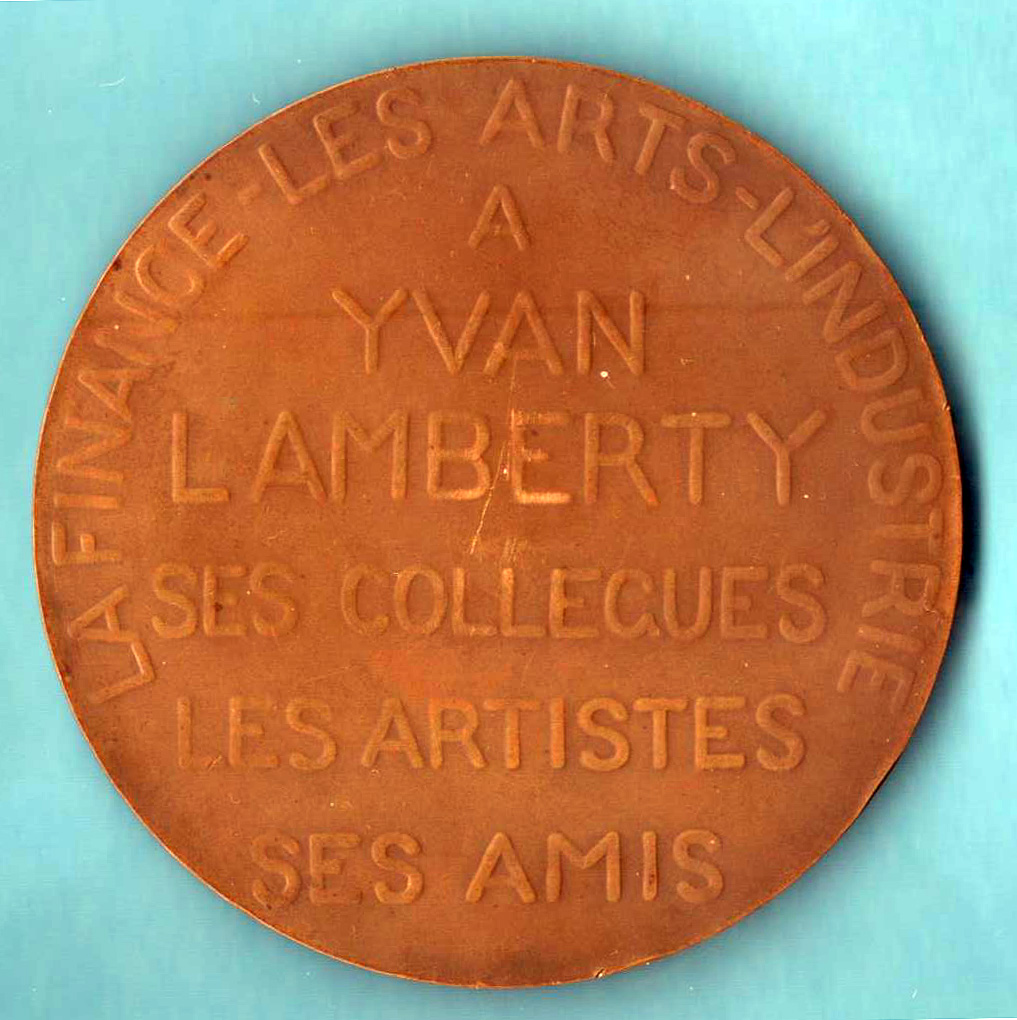 LA FINANCE - LES ARTS - L'INDUSTRIE
A
YVAN
LAMBERTY
SES COLLEGUES
LES ARTISTES
SES AMIS